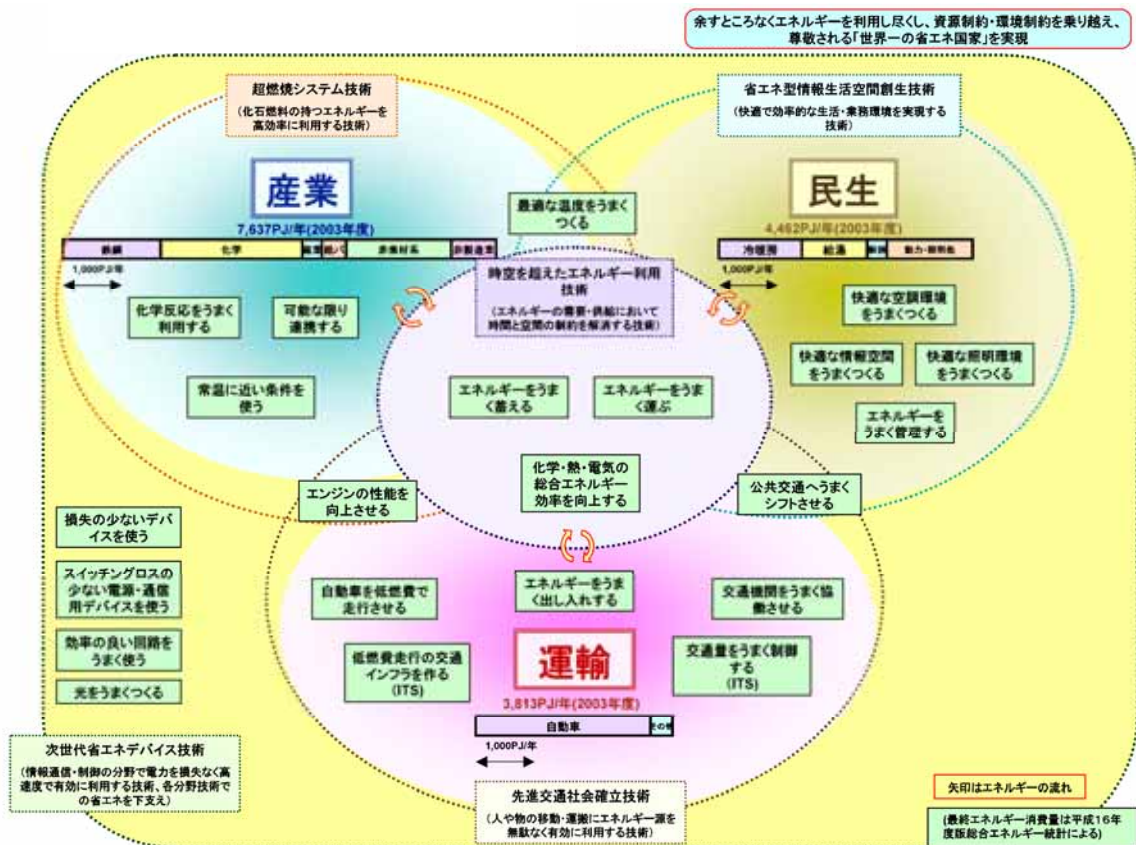 余すところなくエネルギーを利用し尽くし、資源制約・環境制約を乗り越え、
尊敬される「世界一の省エネ国家」を実現
超燃焼システム技術
(化石燃料の持つエネルギーを
高効率に利用する技術)
省エネ型情報生活空間創生技術
(快適で効率的な生活・業務環境を実現する
技術)
産業
7,637PJ/年(2003年度)
鉄鋼
化学
非製造業
1,000PJ/年
化学反応をうまく
利用する
可能な限り
連携する
常温に近い条件を
使う
最適な温度をうまく
つくる
民生
4,462PJ/年(2003年度)
冷暖房
給湯
厨房
動力・照明他
1,000PJ/年
快適な空調環境
をうまくつくる
快適な情報空間
をうまくつくる
快適な照明環境
をうまくつくる
エネルギーを
うまく管理する
時空を超えたエネルギー利用
技術
(エネルギーの需要・供給において
時間と空間の制約を解消する技術)
エネルギーをうま
く蓄える
エネルギーをうま
く運ぶ
化学・熱・電気の
総合エネルギー
効率を向上する
エンジンの性能を
向上させる
公共交通へうまく
シフトさせる
損失の少ないデバ
イスを使う
スイッチングロスの
少ない電源・通信
用デバイスを使う
効率の良い回路を
うまく使う
光をうまくつくる
自動車を低燃費で
走行させる
エネルギーをうま
く出し入れする
交通機関をうまく協
働させる
低燃費走行の交通
インフラを作る
(ITS)
運輸
交通量をうまく制御
する
(ITS)
3,813PJ/年(2003年度)
自動車
その他
1,000PJ/年
次世代省エネデバイス技術
(情報通信・制御の分野で電力を損失なく高
速度で有効に利用する技術、各分野技術で
の省エネを下支え)
先進交通社会確立技術
(人や物の移動・運搬にエネルギー源を
無駄なく有効に利用する技術)
矢印はエネルギーの流れ
(最終エネルギー消費量は平成16年
度版総合エネルギー統計による)